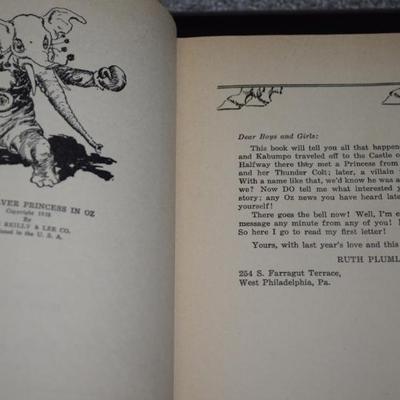 VER PRINCESS IN OZ
Copyright 1938
By
REILLY & LEE CO.
inted in the U. S. A.
Dear Boys and Girls:
This book will tell you all that happen
and Kabumpo traveled off to the Castle o
Halfway there they met a Princess from
and her Thunder Colt; later, a villain
With a name like that, we'd know he was a
we? Now DO tell me what interested yo
story; any Oz news you have heard late
yourself!
There goes the bell now! Well, I'm e
message any minute from any of you!
So here I go to read my first letter!
Yours, with last year's love and this
RUTH PLUML
254 S. Farragut Terrace,
West Philadelphia, Pa.